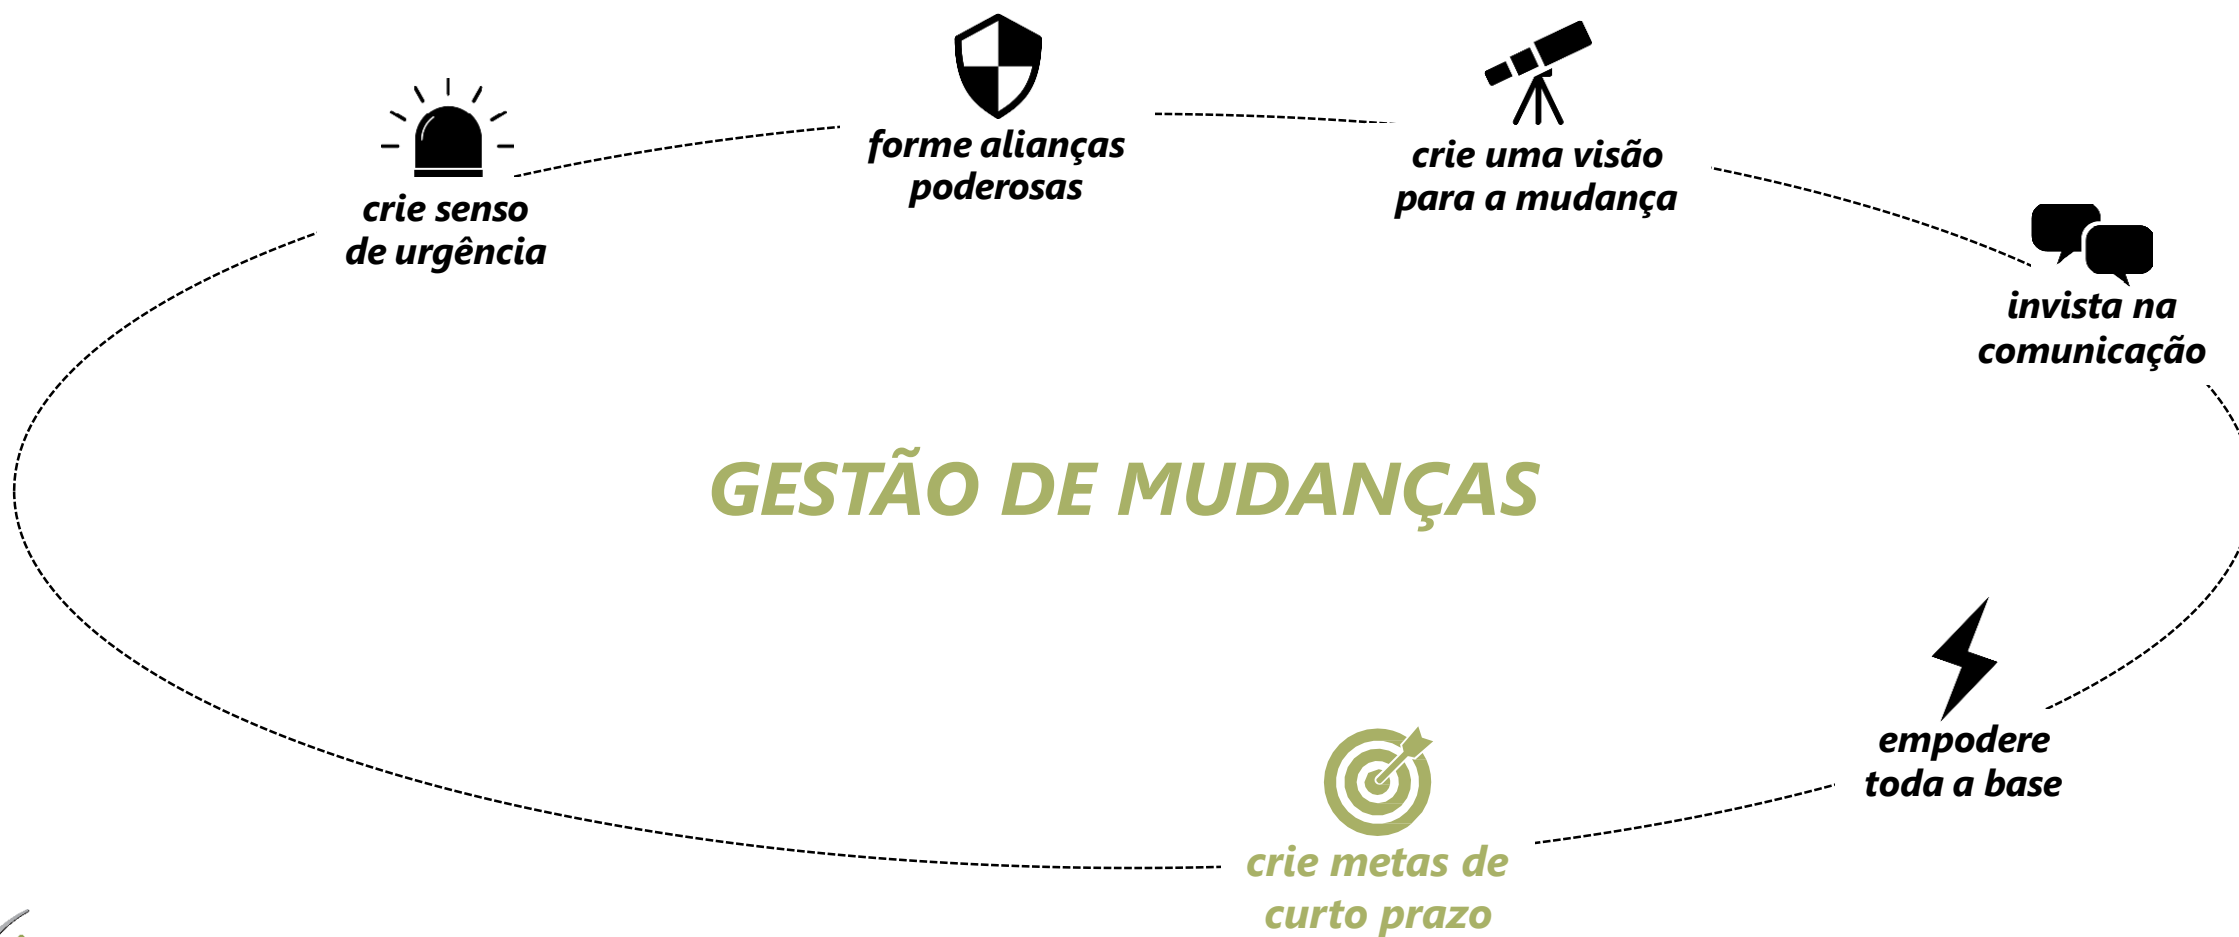 crie senso
de urgência
forme alianças
poderosas
crie uma visão
para a mudança
invista na
comunicação
GESTÃO DE MUDANÇAS
empodere
toda a base
crie metas de
curto prazo